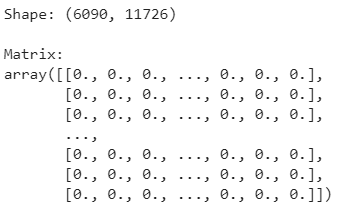 Shape: (6090, 11726)
Matrix:
array([[0., 0., 0., ..., 0., 0., 0.],
[0., 0., 0., ..., 0., 0., 0.],
[0., 0., 0., ..., 0., 0., 0.],
...,
[0., 0., 0., ..., 0., 0., 0.],
[0., 0., 0., ..., 0., 0., 0.],
[0., 0., 0., ..., 0., 0., 0.]])